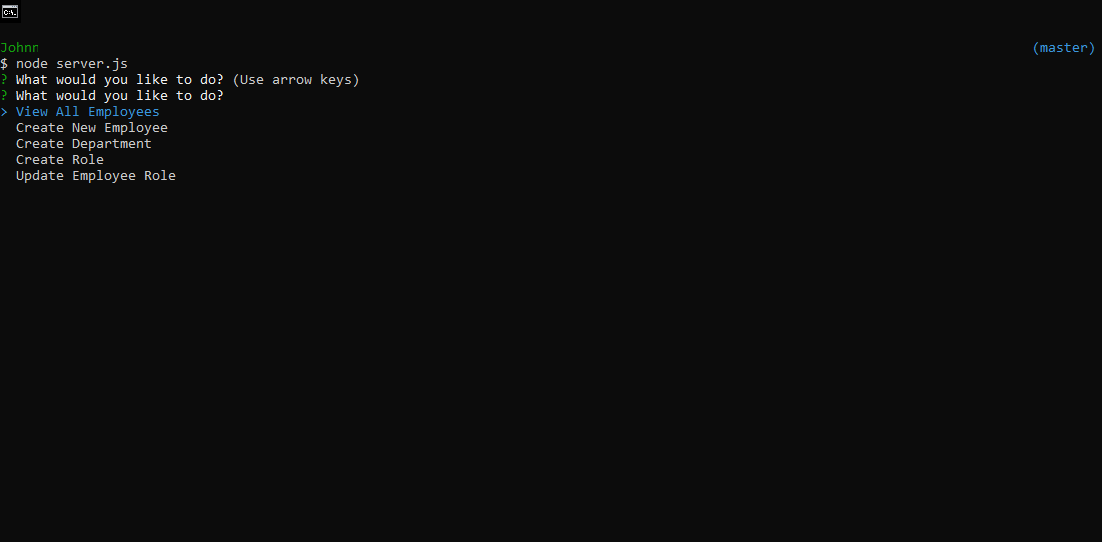 Johnn (master)
$ node server.js
? What would you like to do? (Use arrow keys)
? What would you like to do?
> View All Employees
Create New Employee
Create Department
Create Role
Update Employee Role